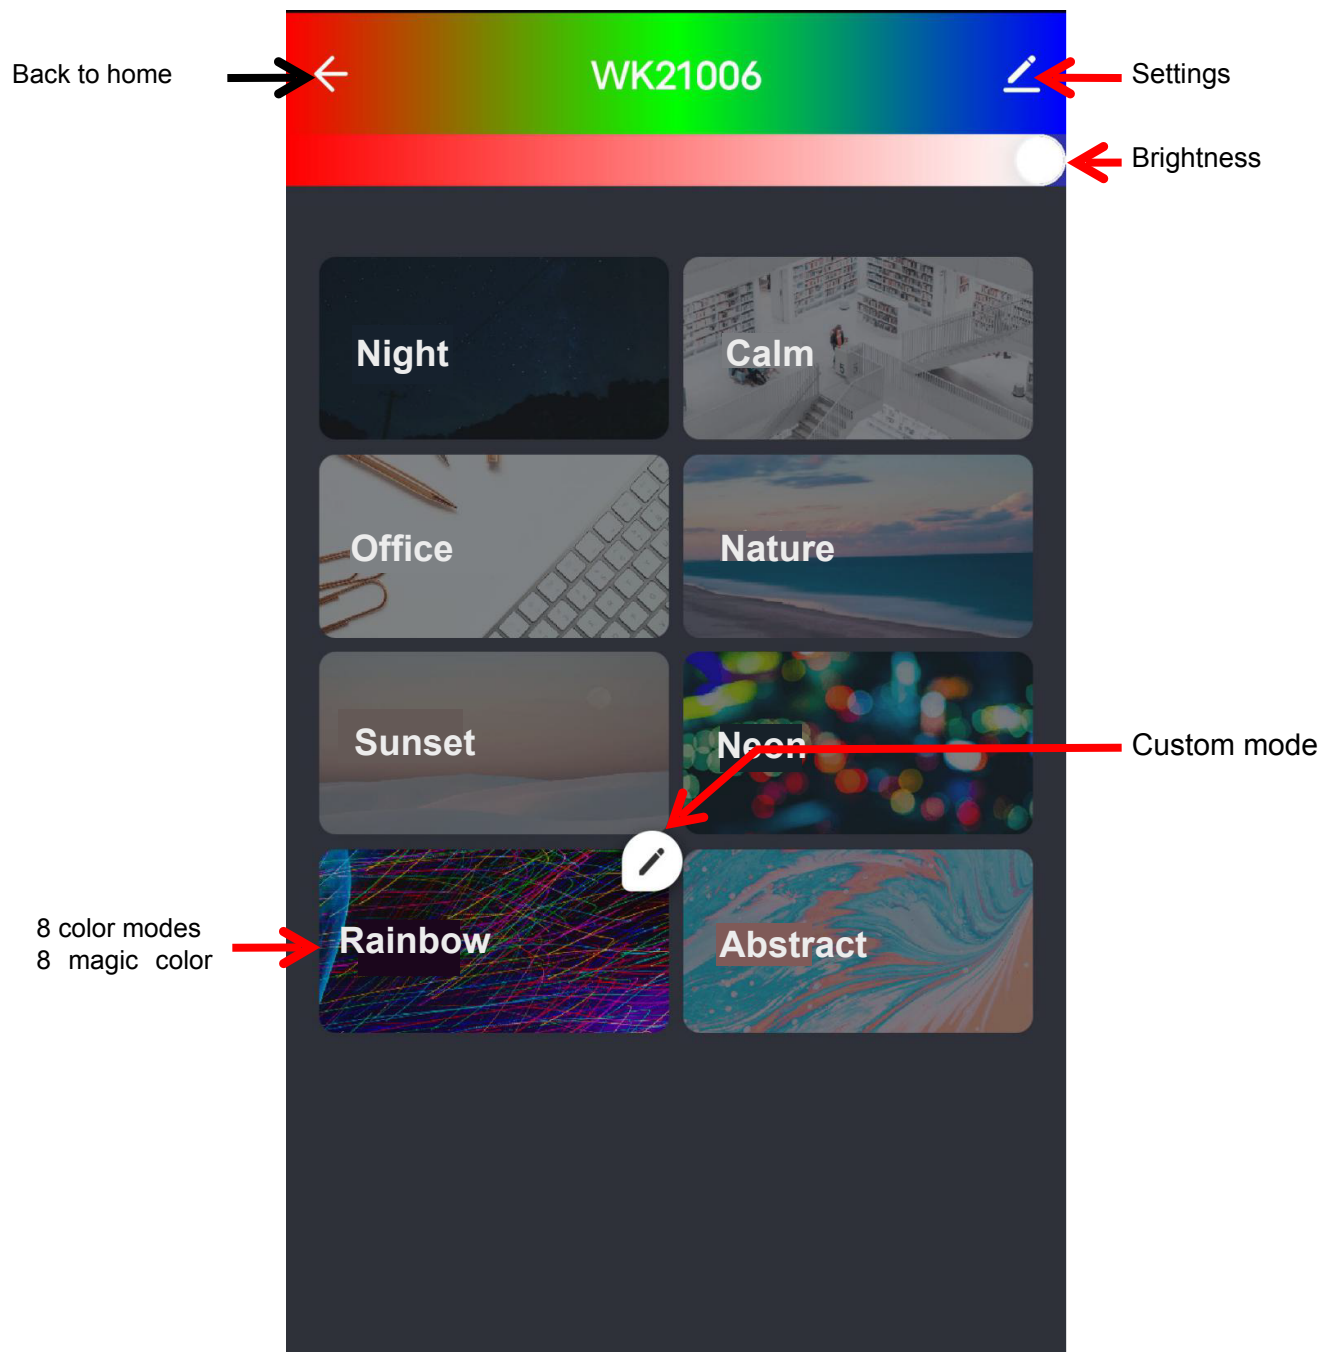 Back to home
WK21006
Settings
Brightness
Night
Calm
Office
Nature
Sunset
Neon
Custom mode
8 color modes
8 magic color
Rainbow
Abstract